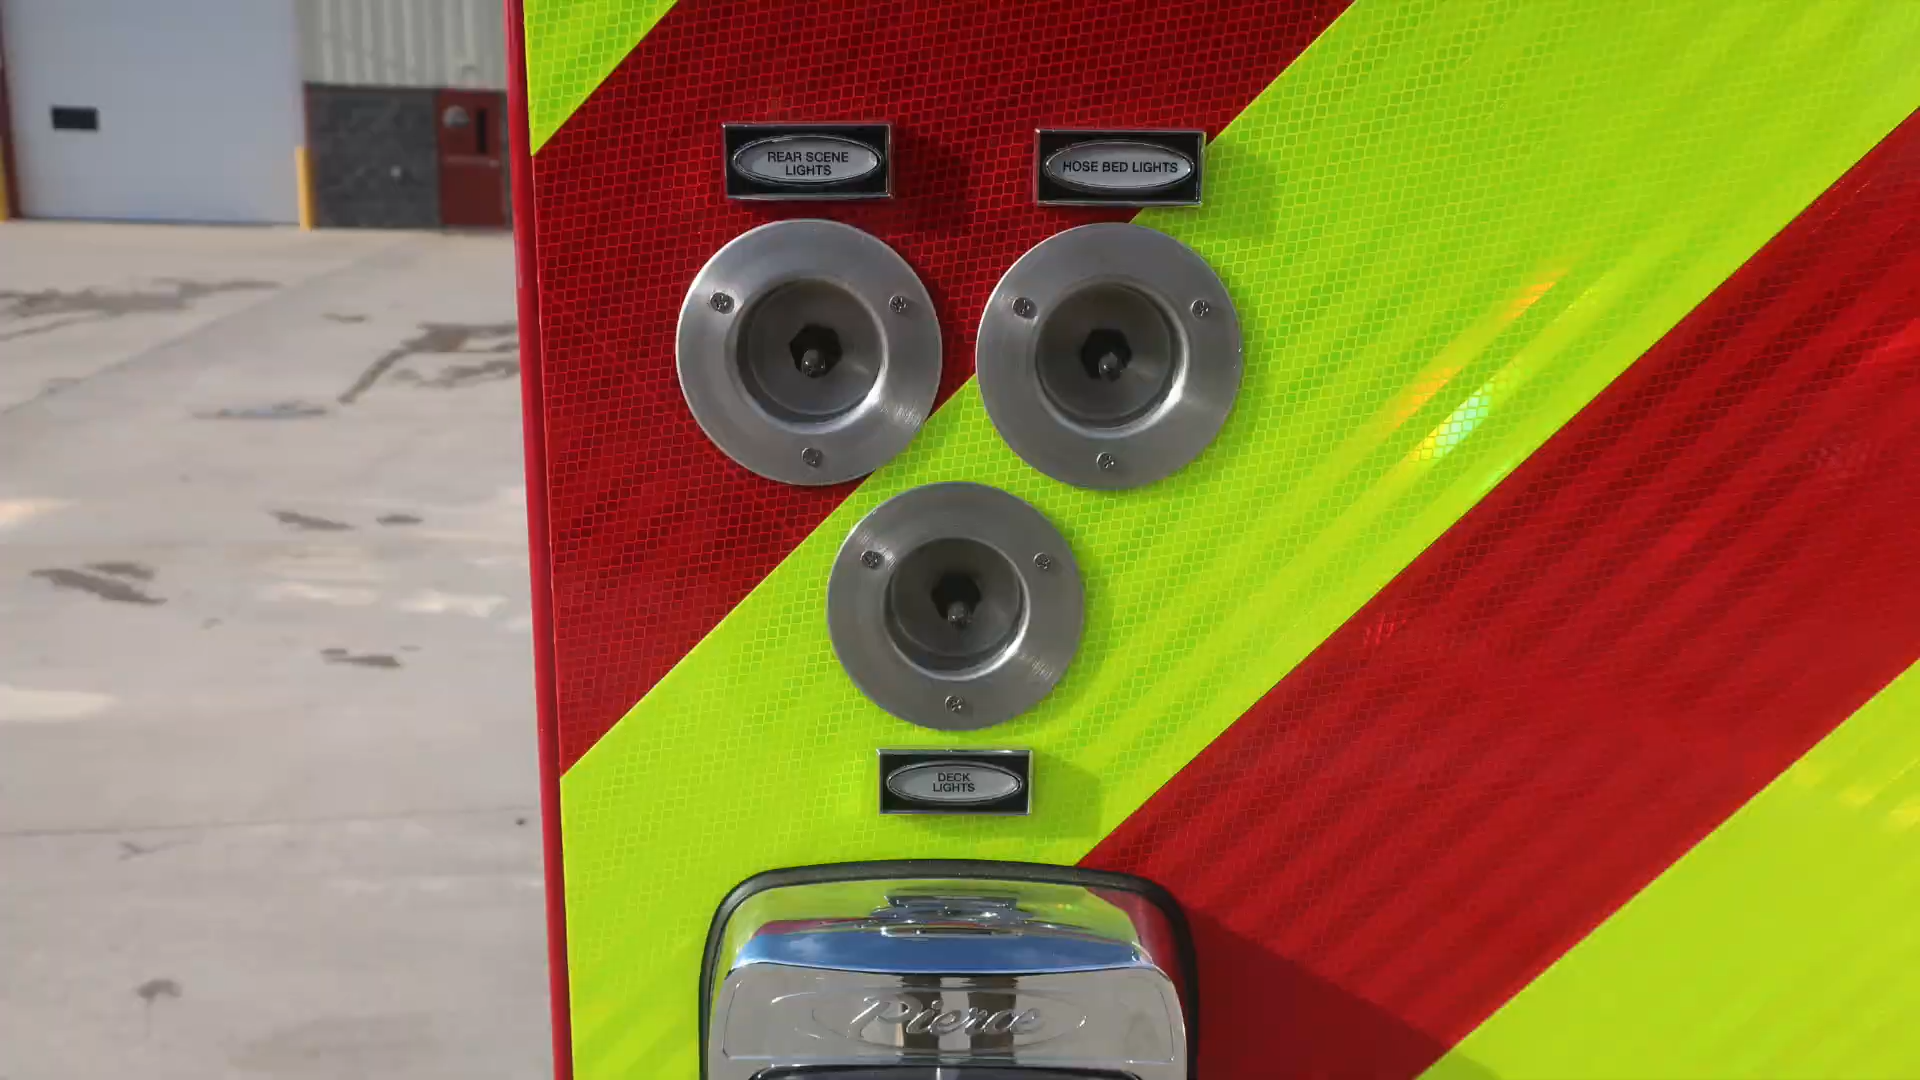 REAR SCENE
LIGHTS
HOSE BED LIGHTS
DECK
LIGHTS
Pierce